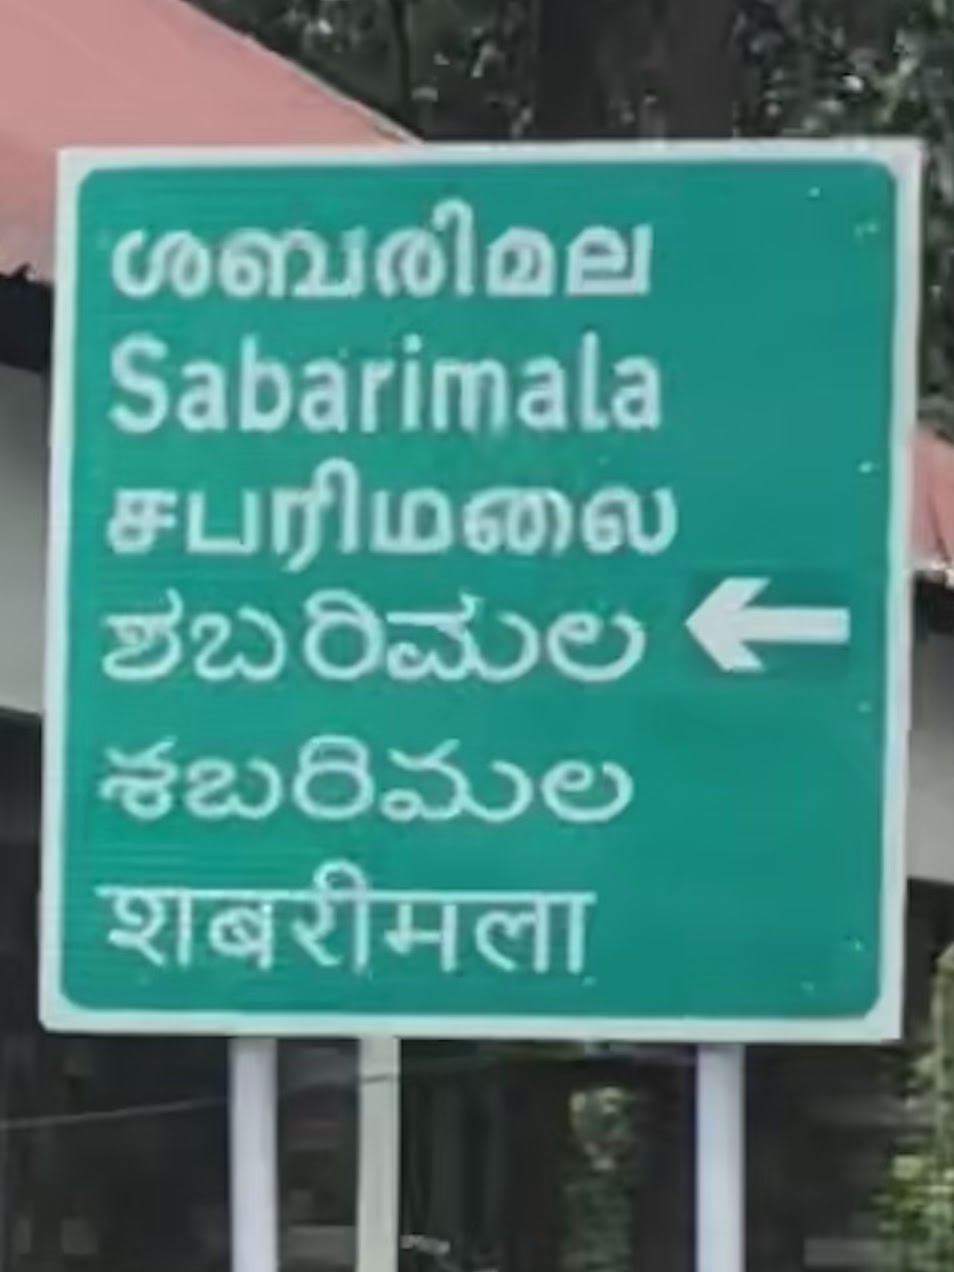 ശബരിമല
Sabarimala
சபரிமலை
ಶಬರಿಮಲ
శబరిమల
शबरीमला